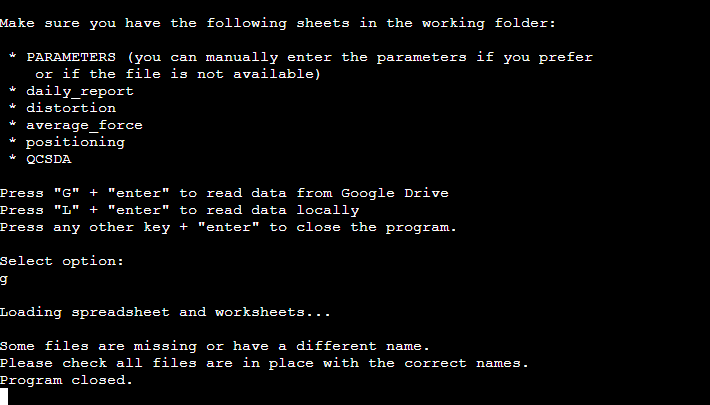 Make sure you have the following sheets in the working folder:
* PARAMETERS (you can manually enter the parameters if you prefer
or if the file is not available)
* daily_report
* distortion
* average_force
* positioning
* QCSDA
Press "G" + "enter" to read data from Google Drive
Press "L" + "enter" to read data locally
Press any other key + "enter" to close the program.
Select option:
g
Loading spreadsheet and worksheets...
Some files are missing or have a different name.
Please check all files are in place with the correct names.
Program closed.